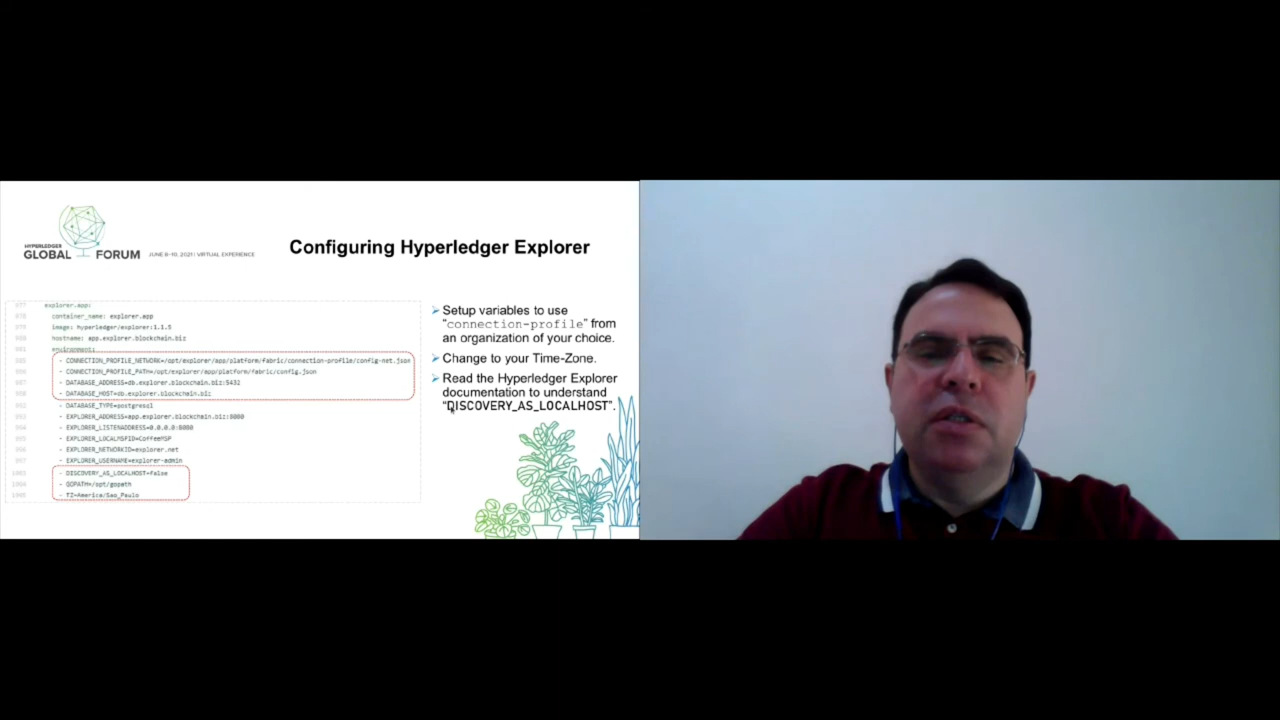 HYPERLEDGER
GLOBAL FORUM
JUNE 8-10, 2021 | VIRTUAL EXPERIENCE
Configuring Hyperledger Explorer
explorer.app:
container_name: explorer.app
image: hyperledger/explorer:1.1.5
hostname: app.explorer.blockchain.biz
environment:
- CONNECTION_PROFILE_NETWORK=/opt/explorer/app/platform/fabric/connection-profile/config-net.json
- CONNECTION_PROFILE_PATH=/opt/explorer/app/platform/fabric/config.json
- DATABASE_ADDRESS=db.explorer.blockchain.biz:5432
- DATABASE_HOST=db.explorer.blockchain.biz
- DATABASE_TYPE=postgresql
- EXPLORER_ADDRESS=app.explorer.blockchain.biz:8080
- EXPLORER_LISTENADDRESS=0.0.0.0:8080
- EXPLORER_LOCALMSPID=CoffeeMSP
- EXPLORER_NETWORKID=explorer.net
- EXPLORER_USERNAME=explorer-admin
- DISCOVERY_AS_LOCALHOST=false
- GOPATH=/opt/gopath
- TZ=America/Sao_Paulo
Setup variables to use
"connection-profile" from
an organization of your choice.
Change to your Time-Zone.
Read the Hyperledger Explorer
documentation to understand
"DISCOVERY_AS_LOCALHOST".